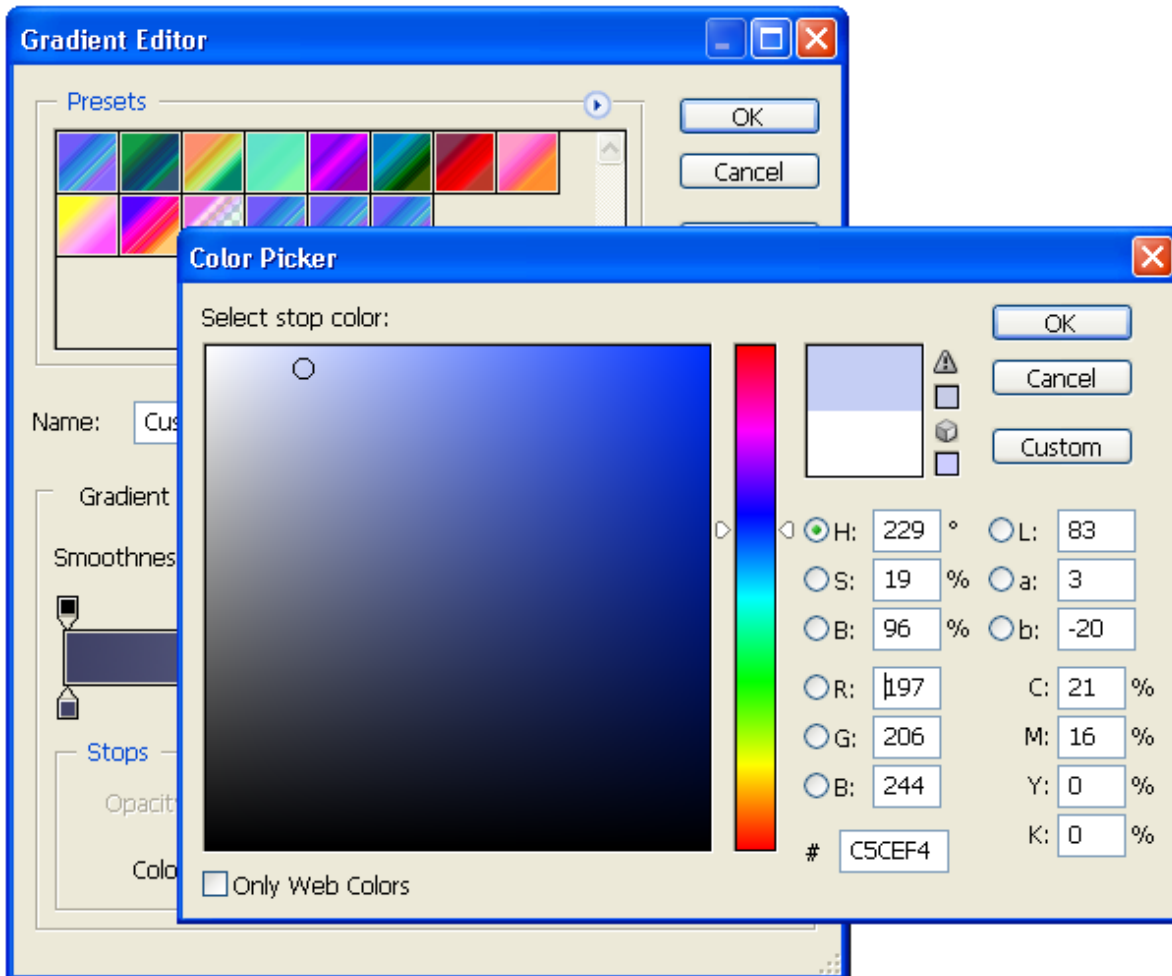 Gradient Editor
Presets
OK
Cancel
Color Picker
Select stop color:
OK
Cancel
Custom
Name: Cus
Gradient
Smoothnes
H: 229 ° L: 83
S: 19 % a: 3
B: 96 % b: -20
R: 197 C: 21 %
G: 206 M: 16 %
B: 244 Y: 0 %
# C5CEF4 K: 0 %
Stops
Opacit
Colo
Only Web Colors